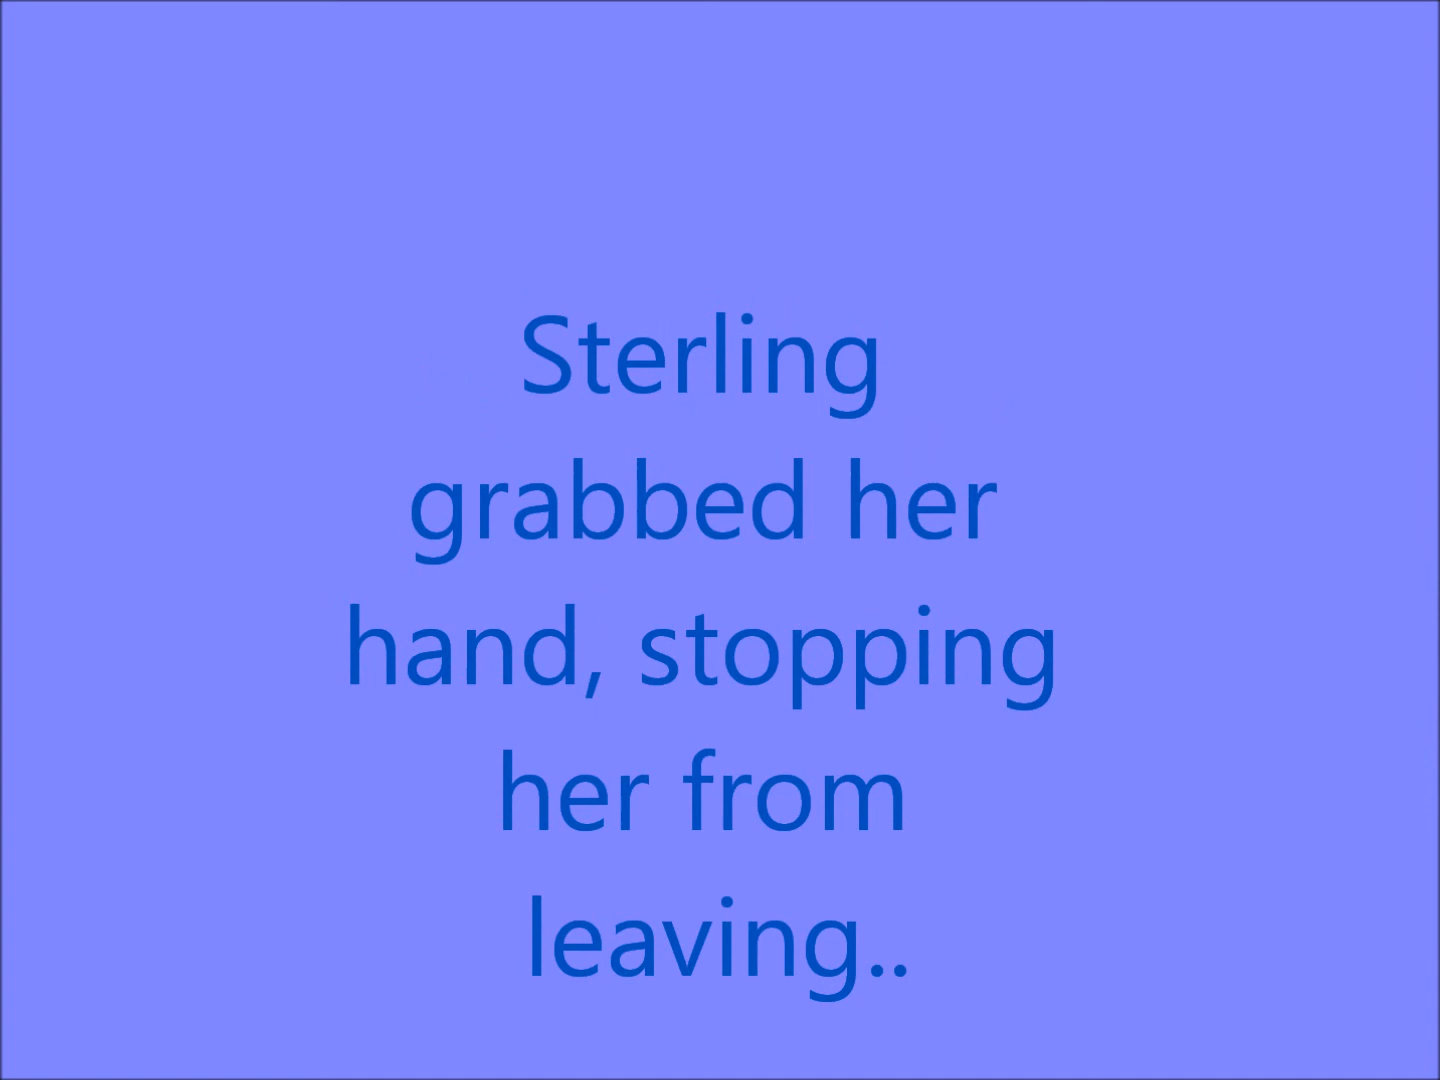 Sterling
grabbed her
hand, stopping
her from
leaving..